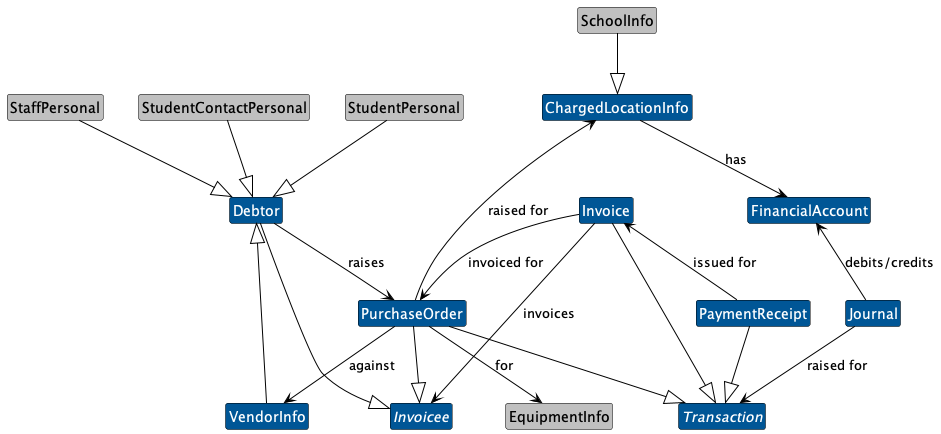 SchoolInfo
StaffPersonal
StudentContactPersonal
StudentPersonal
ChargedLocationInfo
has
Debtor
raised for
Invoice
FinancialAccount
raises
invoiced for
issued for
debits/credits
PurchaseOrder
invoices
PaymentReceipt
Journal
against
for
raised for
VendorInfo
Invoicee
EquipmentInfo
Transaction